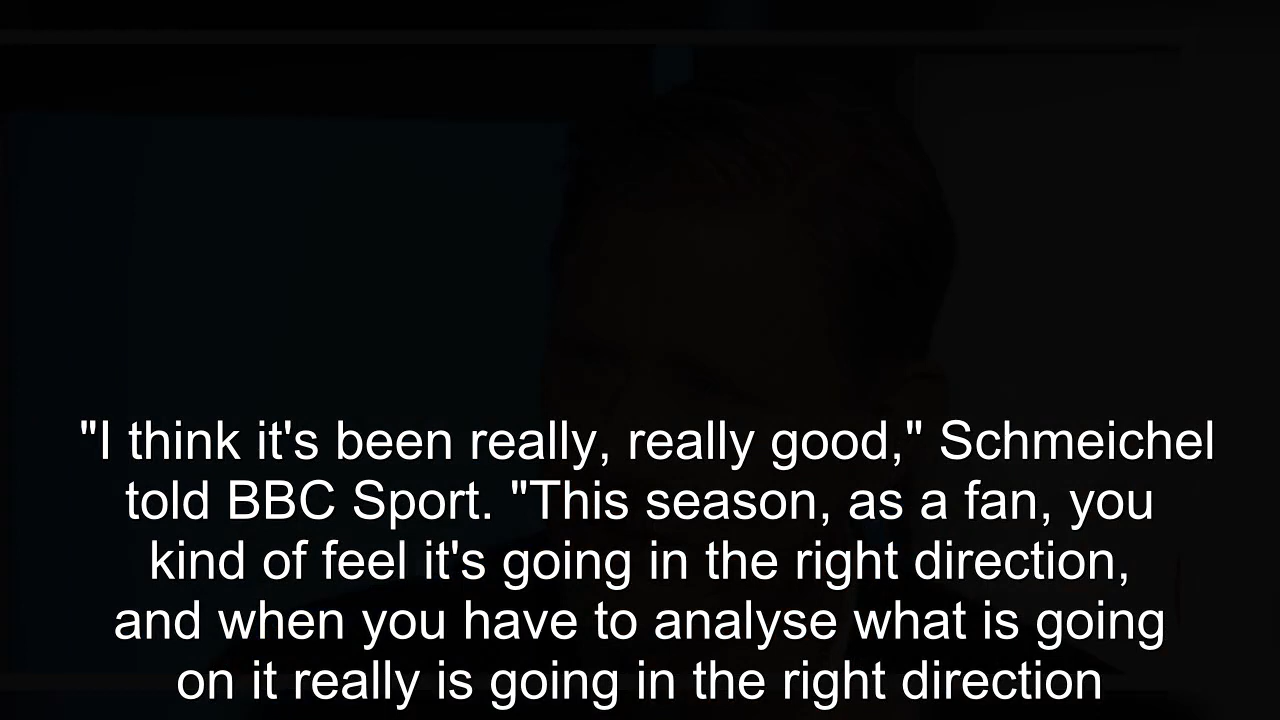 "I think it's been really, really good," Schmeichel
told BBC Sport. "This season, as a fan, you
kind of feel it's going in the right direction,
and when you have to analyse what is going
on it really is going in the right direction